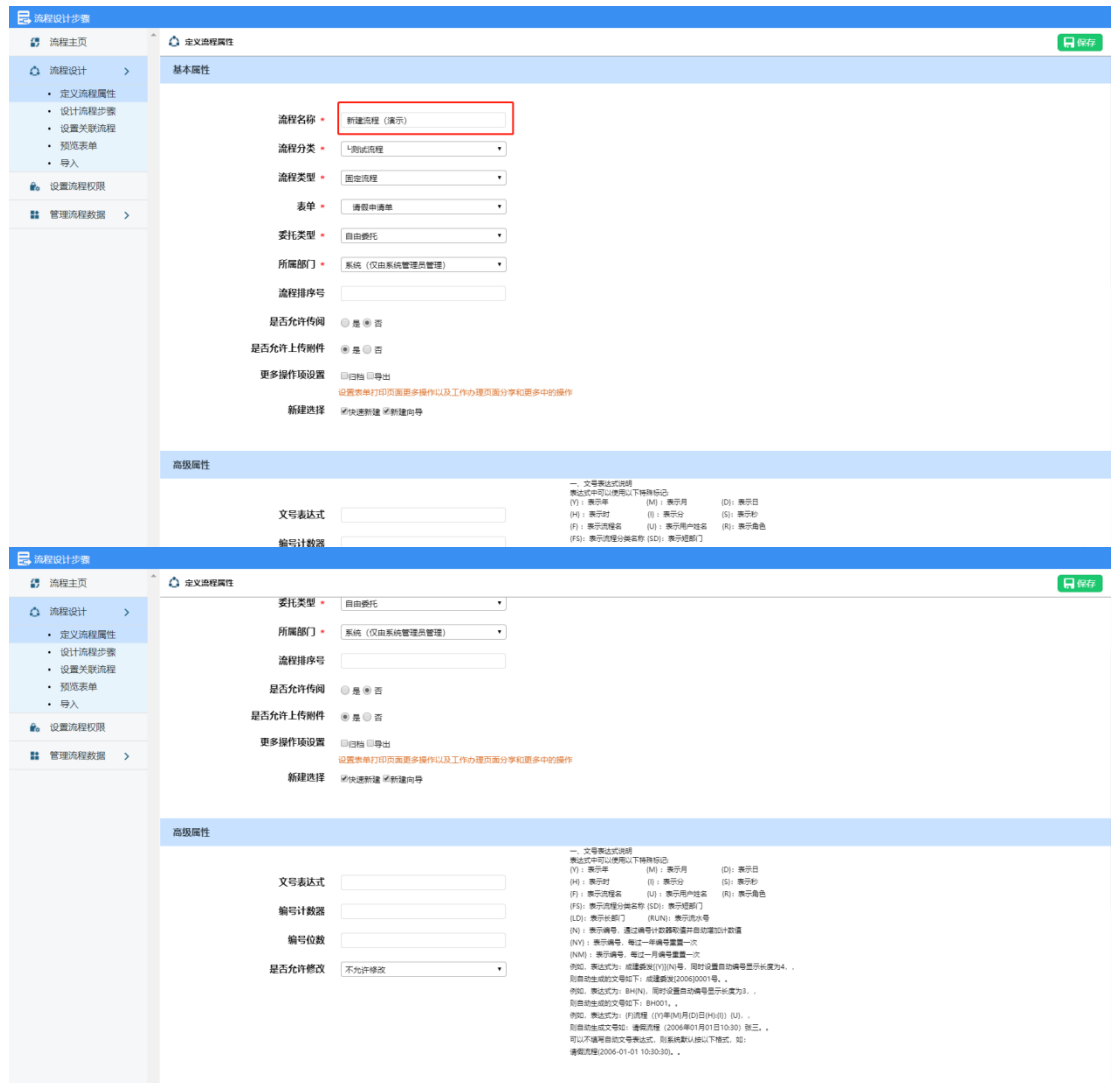 流程设计步骤
流程主页
定义流程属性
保存
流程设计
基本属性
定义流程属性
设计流程步骤
设置关联流程
预览表单
导入
设置流程权限
管理流程数据
流程名称 * 新建流程（演示）
流程分类 * └测试流程
流程类型 * 固定流程
表单 * 请假申请单
委托类型 * 自由委托
所属部门 * 系统（仅由系统管理员管理）
流程排序号
是否允许传阅 是 否
是否允许上传附件 是 否
更多操作项设置 归档 导出
设置表单打印页面更多操作以及工作办理页面分享和更多中的操作
新建选择 快速新建 新建向导
高级属性
一、文号表达式说明
表达式中可以使用以下特殊标记:
(Y)：表示年 (M)：表示月 (D)：表示日
(H)：表示时 (I)：表示分 (S)：表示秒
(F)：表示流程名 (U)：表示用户姓名 (R)：表示角色
(FS)：表示流程分类名称 (SD)：表示短部门
文号表达式
编号计数器
流程设计步骤
流程主页
定义流程属性
保存
流程设计
定义流程属性
设计流程步骤
设置关联流程
预览表单
导入
设置流程权限
管理流程数据
委托类型 * 自由委托
所属部门 * 系统（仅由系统管理员管理）
流程排序号
是否允许传阅 是 否
是否允许上传附件 是 否
更多操作项设置 归档 导出
设置表单打印页面更多操作以及工作办理页面分享和更多中的操作
新建选择 快速新建 新建向导
高级属性
文号表达式
编号计数器
编号位数
是否允许修改 不允许修改
一、文号表达式说明
表达式中可以使用以下特殊标记:
(Y)：表示年 (M)：表示月 (D)：表示日
(H)：表示时 (I)：表示分 (S)：表示秒
(F)：表示流程名 (U)：表示用户姓名 (R)：表示角色
(FS)：表示流程分类名称 (SD)：表示短部门
(LD)：表示长部门 (RUN)：表示流水号
(N)：表示编号，通过编号计数器取值并自动增加计数值
(NY)：表示编号，每过一年编号重置一次
(NM)：表示编号，每过一月编号重置一次
例如，表达式为：成建委发[(Y)](N)号，同时设置自动编号显示长度为4，.
则自动生成的文号如下：成建委发[2006]0001号。。
例如，表达式为：BH(N)，同时设置自动编号显示长度为3，.
则自动生成的文号如下：BH001。。
例如，表达式为：(F)流程（(Y)年(M)月(D)日(H):(I)）(U)，.
则自动生成文号如：请假流程（2006年01月01日10:30）张三。。
可以不填写自动文号表达式，则系统默认按以下格式，如:
请假流程(2006-01-01 10:30:30)。。